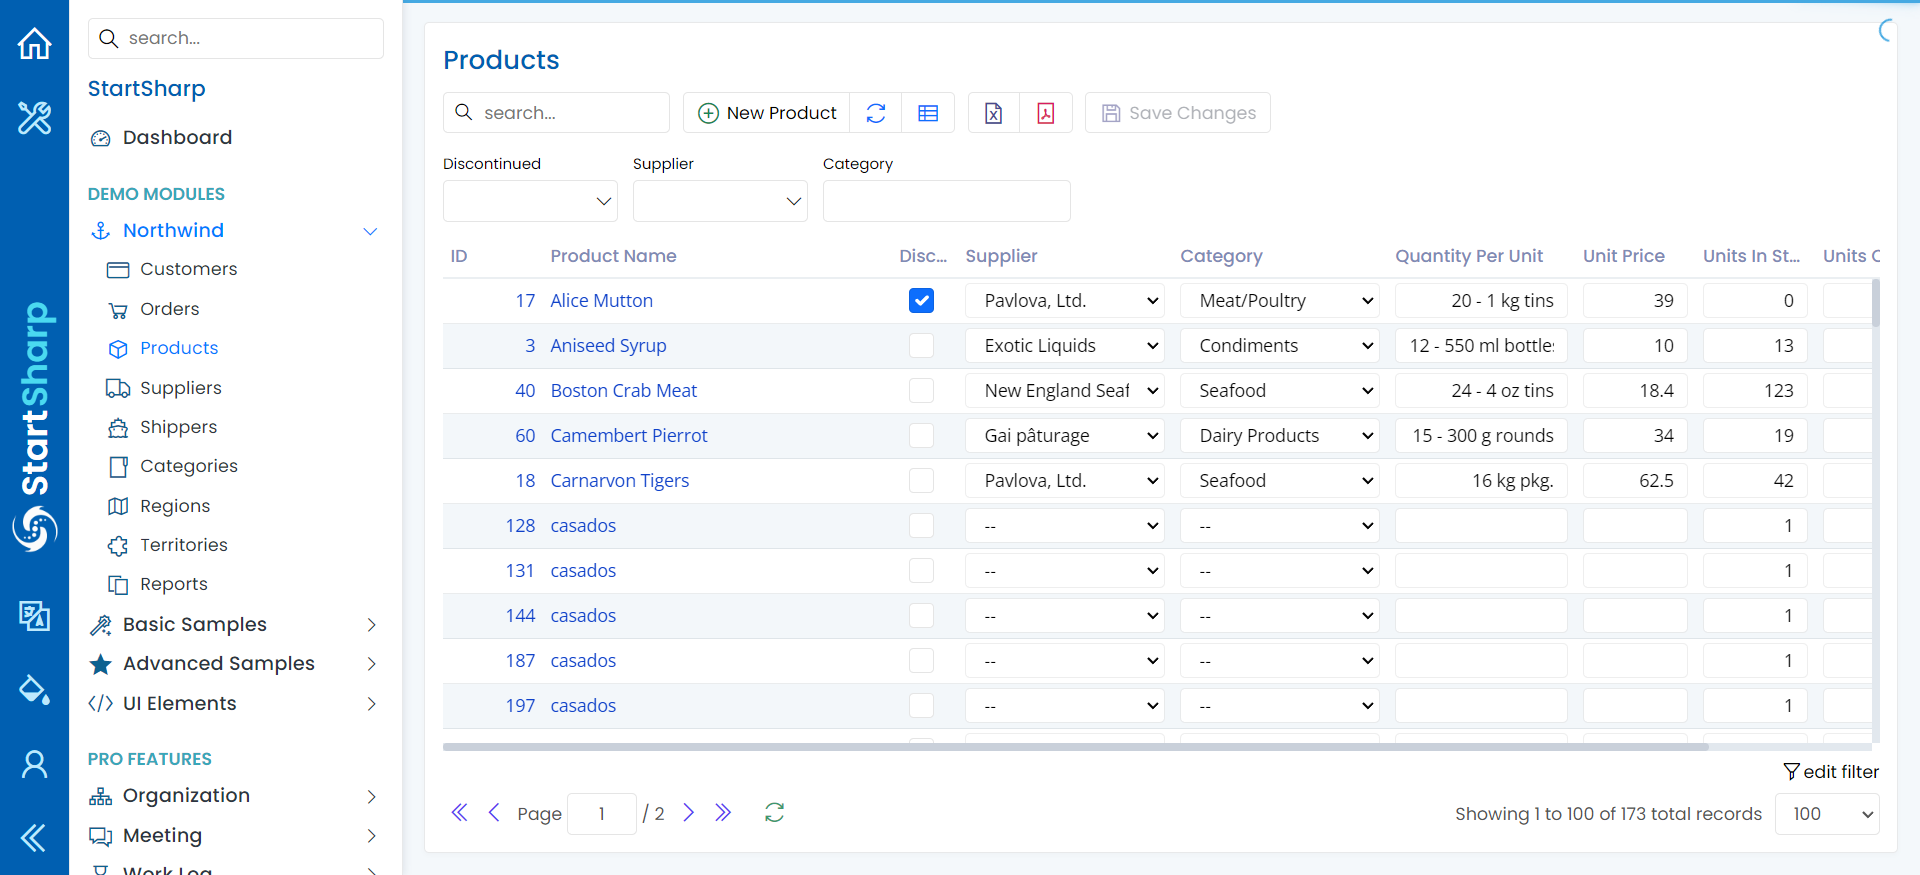 StartSharp
search...
StartSharp
Dashboard
DEMO MODULES
Northwind
Customers
Orders
Products
Suppliers
Shippers
Categories
Regions
Territories
Reports
Basic Samples
Advanced Samples
UI Elements
PRO FEATURES
Organization
Meeting
Work Log
Products
search... New Product Save Changes
Discontinued Supplier Category
ID Product Name Disc... Supplier Category Quantity Per Unit Unit Price Units In St... Units
17 Alice Mutton Pavlova, Ltd. Meat/Poultry 20 - 1 kg tins 39 0
3 Aniseed Syrup Exotic Liquids Condiments 12 - 550 ml bottles 10 13
40 Boston Crab Meat New England Seaf Seafood 24 - 4 oz tins 18.4 123
60 Camembert Pierrot Gai pâturage Dairy Products 15 - 300 g rounds 34 19
18 Carnarvon Tigers Pavlova, Ltd. Seafood 16 kg pkg. 62.5 42
128 casados -- -- 1
131 casados -- -- 1
144 casados -- -- 1
187 casados -- -- 1
197 casados -- -- 1
edit filter
Page 1 / 2 Showing 1 to 100 of 173 total records 100